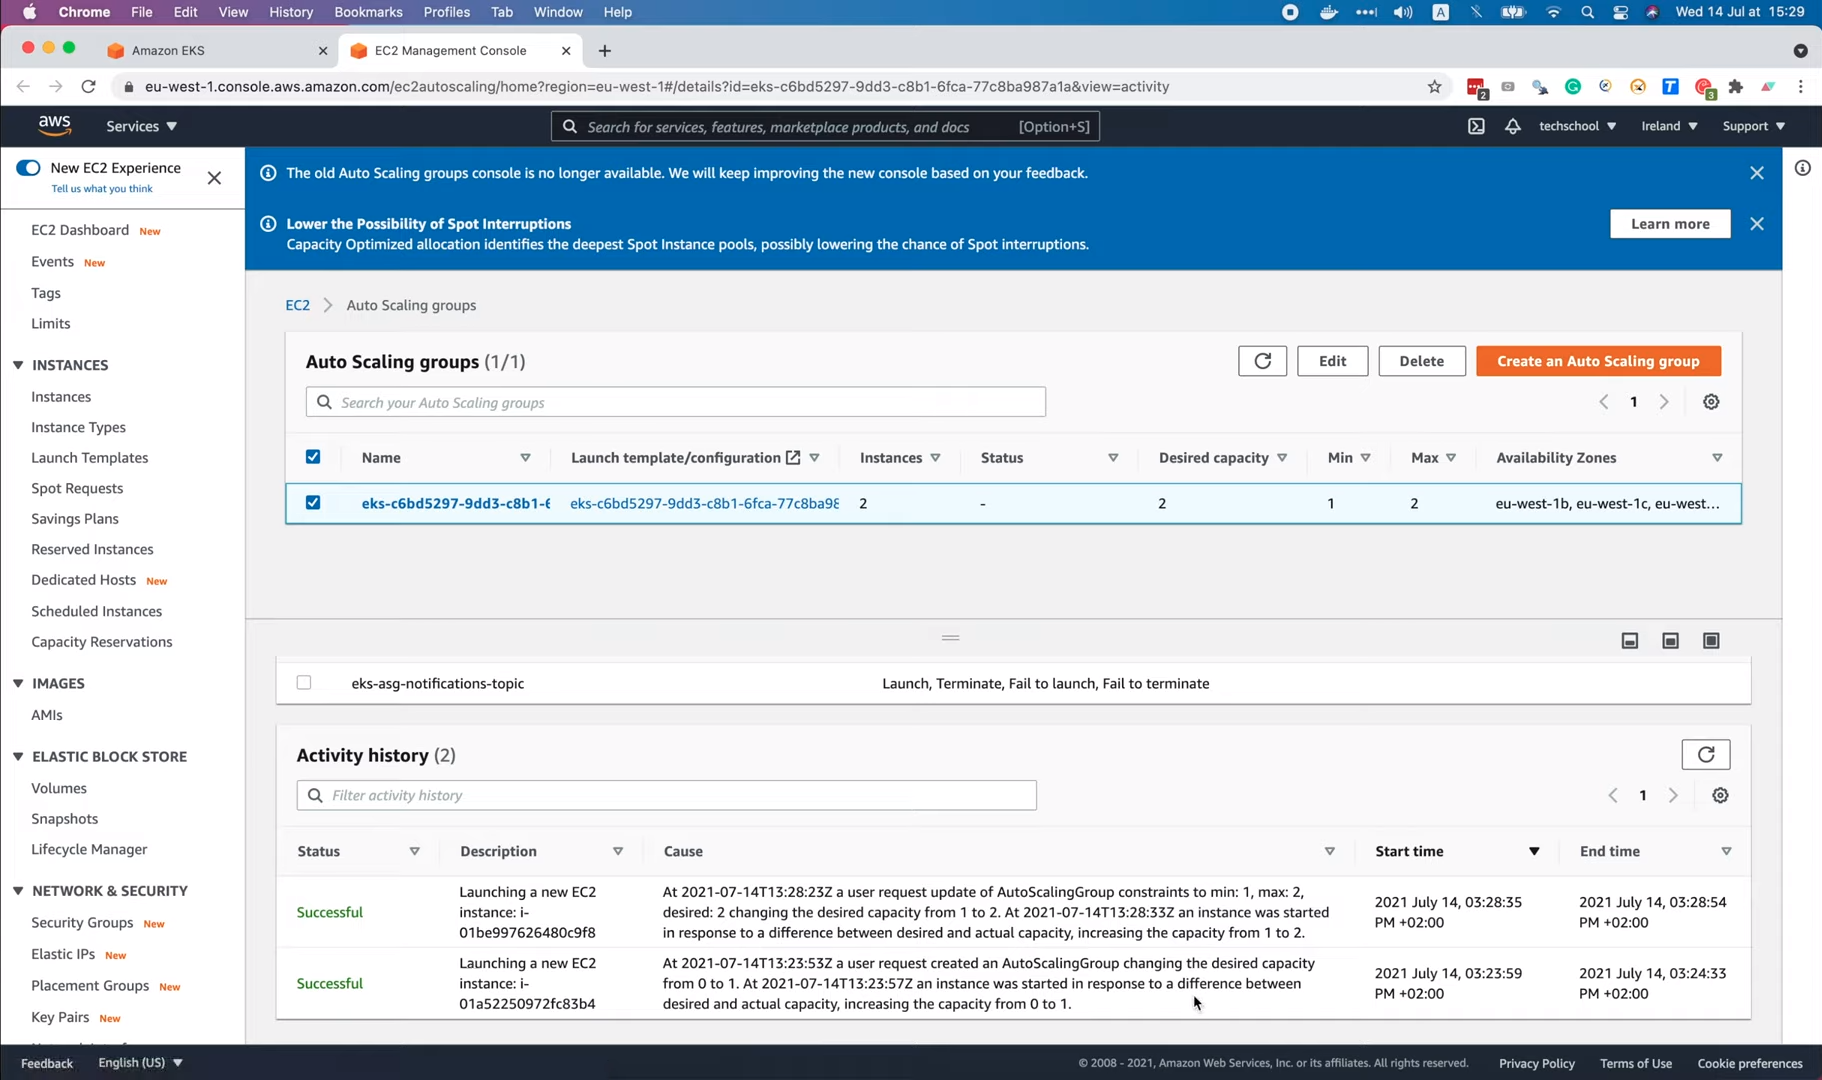 Chrome File Edit View History Bookmarks Profiles Tab Window Help A Wed 14 Jul at 15:29
Amazon EKS EC2 Management Console
eu-west-1.console.aws.amazon.com/ec2autoscaling/home?region=eu-west-1#/details?id=eks-c6bd5297-9dd3-c8b1-6fca-77c8ba987a1a&view=activity 2 T 3
aws Services Search for services, features, marketplace products, and docs [Option+S] techschool Ireland Support
New EC2 Experience
Tell us what you think
The old Auto Scaling groups console is no longer available. We will keep improving the new console based on your feedback.
Lower the Possibility of Spot Interruptions
Capacity Optimized allocation identifies the deepest Spot Instance pools, possibly lowering the chance of Spot interruptions.
Learn more
EC2 Dashboard New
Events New
Tags
Limits
INSTANCES
Instances
Instance Types
Launch Templates
Spot Requests
Savings Plans
Reserved Instances
Dedicated Hosts New
Scheduled Instances
Capacity Reservations
IMAGES
AMIs
ELASTIC BLOCK STORE
Volumes
Snapshots
Lifecycle Manager
NETWORK & SECURITY
Security Groups New
Elastic IPs New
Placement Groups New
Key Pairs New
EC2 Auto Scaling groups
Auto Scaling groups (1/1) Edit Delete Create an Auto Scaling group
Search your Auto Scaling groups 1
Name Launch template/configuration Instances Status Desired capacity Min Max Availability Zones
eks-c6bd5297-9dd3-c8b1-6 eks-c6bd5297-9dd3-c8b1-6fca-77c8ba98 2 - 2 1 2 eu-west-1b, eu-west-1c, eu-west...
eks-asg-notifications-topic Launch, Terminate, Fail to launch, Fail to terminate
Activity history (2)
Filter activity history 1
Status Description Cause Start time End time
Successful
Launching a new EC2
instance: i-
01be997626480c9f8
At 2021-07-14T13:28:23Z a user request update of AutoScalingGroup constraints to min: 1, max: 2,
desired: 2 changing the desired capacity from 1 to 2. At 2021-07-14T13:28:33Z an instance was started
in response to a difference between desired and actual capacity, increasing the capacity from 1 to 2.
2021 July 14, 03:28:35
PM +02:00
2021 July 14, 03:28:54
PM +02:00
Successful
Launching a new EC2
instance: i-
01a52250972fc83b4
At 2021-07-14T13:23:53Z a user request created an AutoScalingGroup changing the desired capacity
from 0 to 1. At 2021-07-14T13:23:57Z an instance was started in response to a difference between
desired and actual capacity, increasing the capacity from 0 to 1.
2021 July 14, 03:23:59
PM +02:00
2021 July 14, 03:24:33
PM +02:00
Feedback English (US) © 2008 - 2021, Amazon Web Services, Inc. or its affiliates. All rights reserved. Privacy Policy Terms of Use Cookie preferences